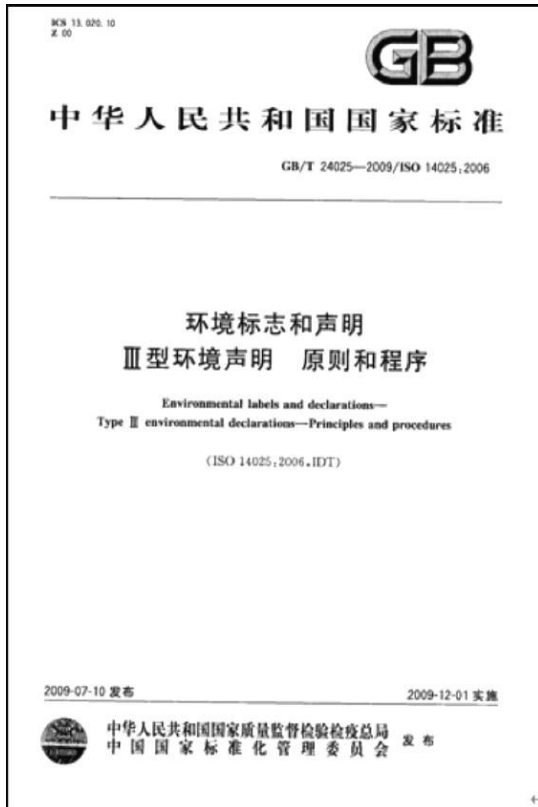 ICS 13.020.10
Z 00
GB
中华人民共和国国家标准
GB/T 24025—2009/ISO 14025:2006
环境标志和声明
Ⅲ型环境声明 原则和程序
Environmental labels and declarations—
Type Ⅲ environmental declarations—Principles and procedures
(ISO 14025:2006,IDT)
2009-07-10 发布
2009-12-01 实施
中华人民共和国国家质量监督检验检疫总局
中国国家标准化管理委员会
发布